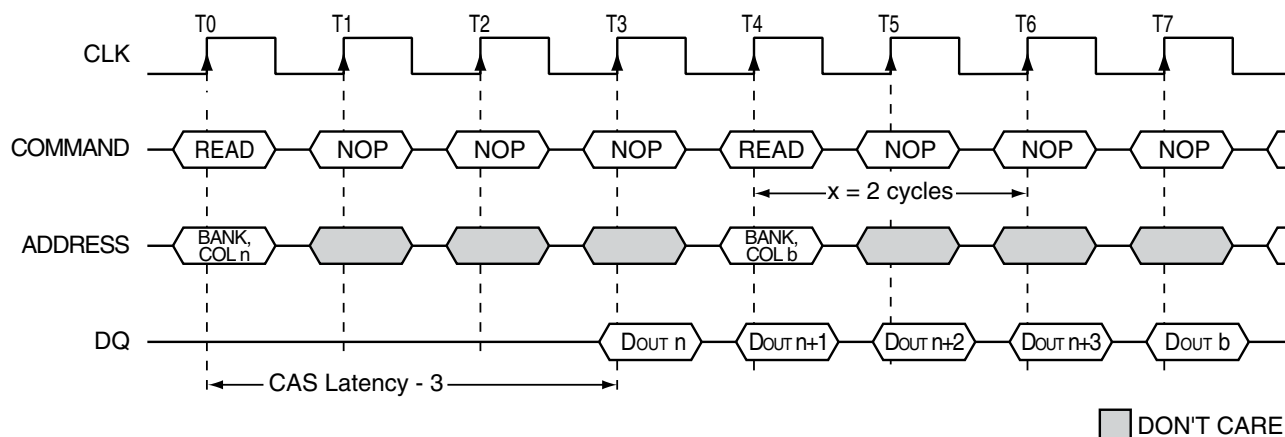 T0 T1 T2 T3 T4 T5 T6 T7
CLK
COMMAND READ NOP NOP NOP READ NOP NOP NOP
x = 2 cycles
ADDRESS BANK, COL n BANK, COL b
DQ DOUT n DOUT n+1 DOUT n+2 DOUT n+3 DOUT b
CAS Latency - 3
DON'T CARE